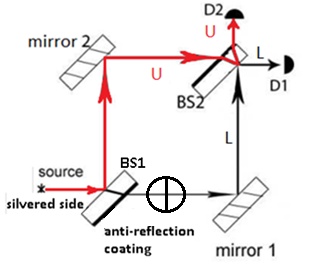 D2
mirror 2
U
L
U
D1
BS2
L
source
BS1
silvered side
anti-reflection
coating
mirror 1